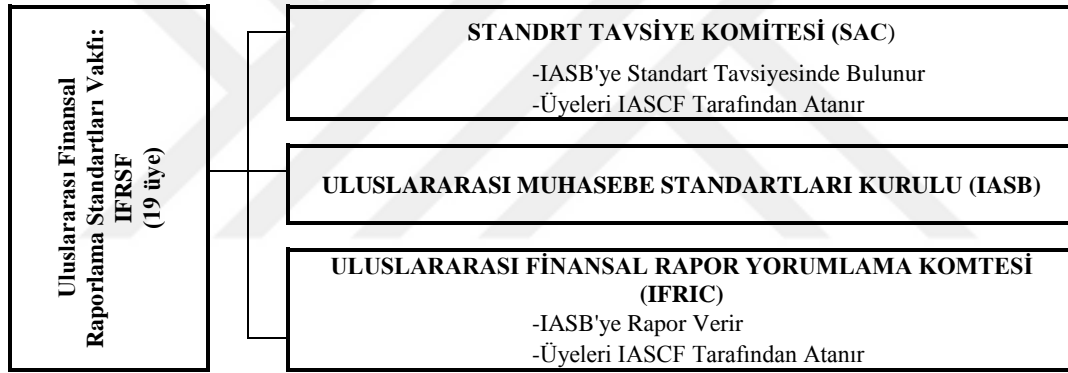 Uluslararası Finansal
Raporlama Standartları Vakfı:
IFRSF
(19 üye)
STANDRT TAVSİYE KOMİTESİ (SAC)
-IASB'ye Standart Tavsiyesinde Bulunur
-Üyeleri IASCF Tarafından Atanır
ULUSLARARASI MUHASEBE STANDARTLARI KURULU (IASB)
ULUSLARARASI FİNANSAL RAPOR YORUMLAMA KOMTESİ
(IFRIC)
-IASB'ye Rapor Verir
-Üyeleri IASCF Tarafından Atanır